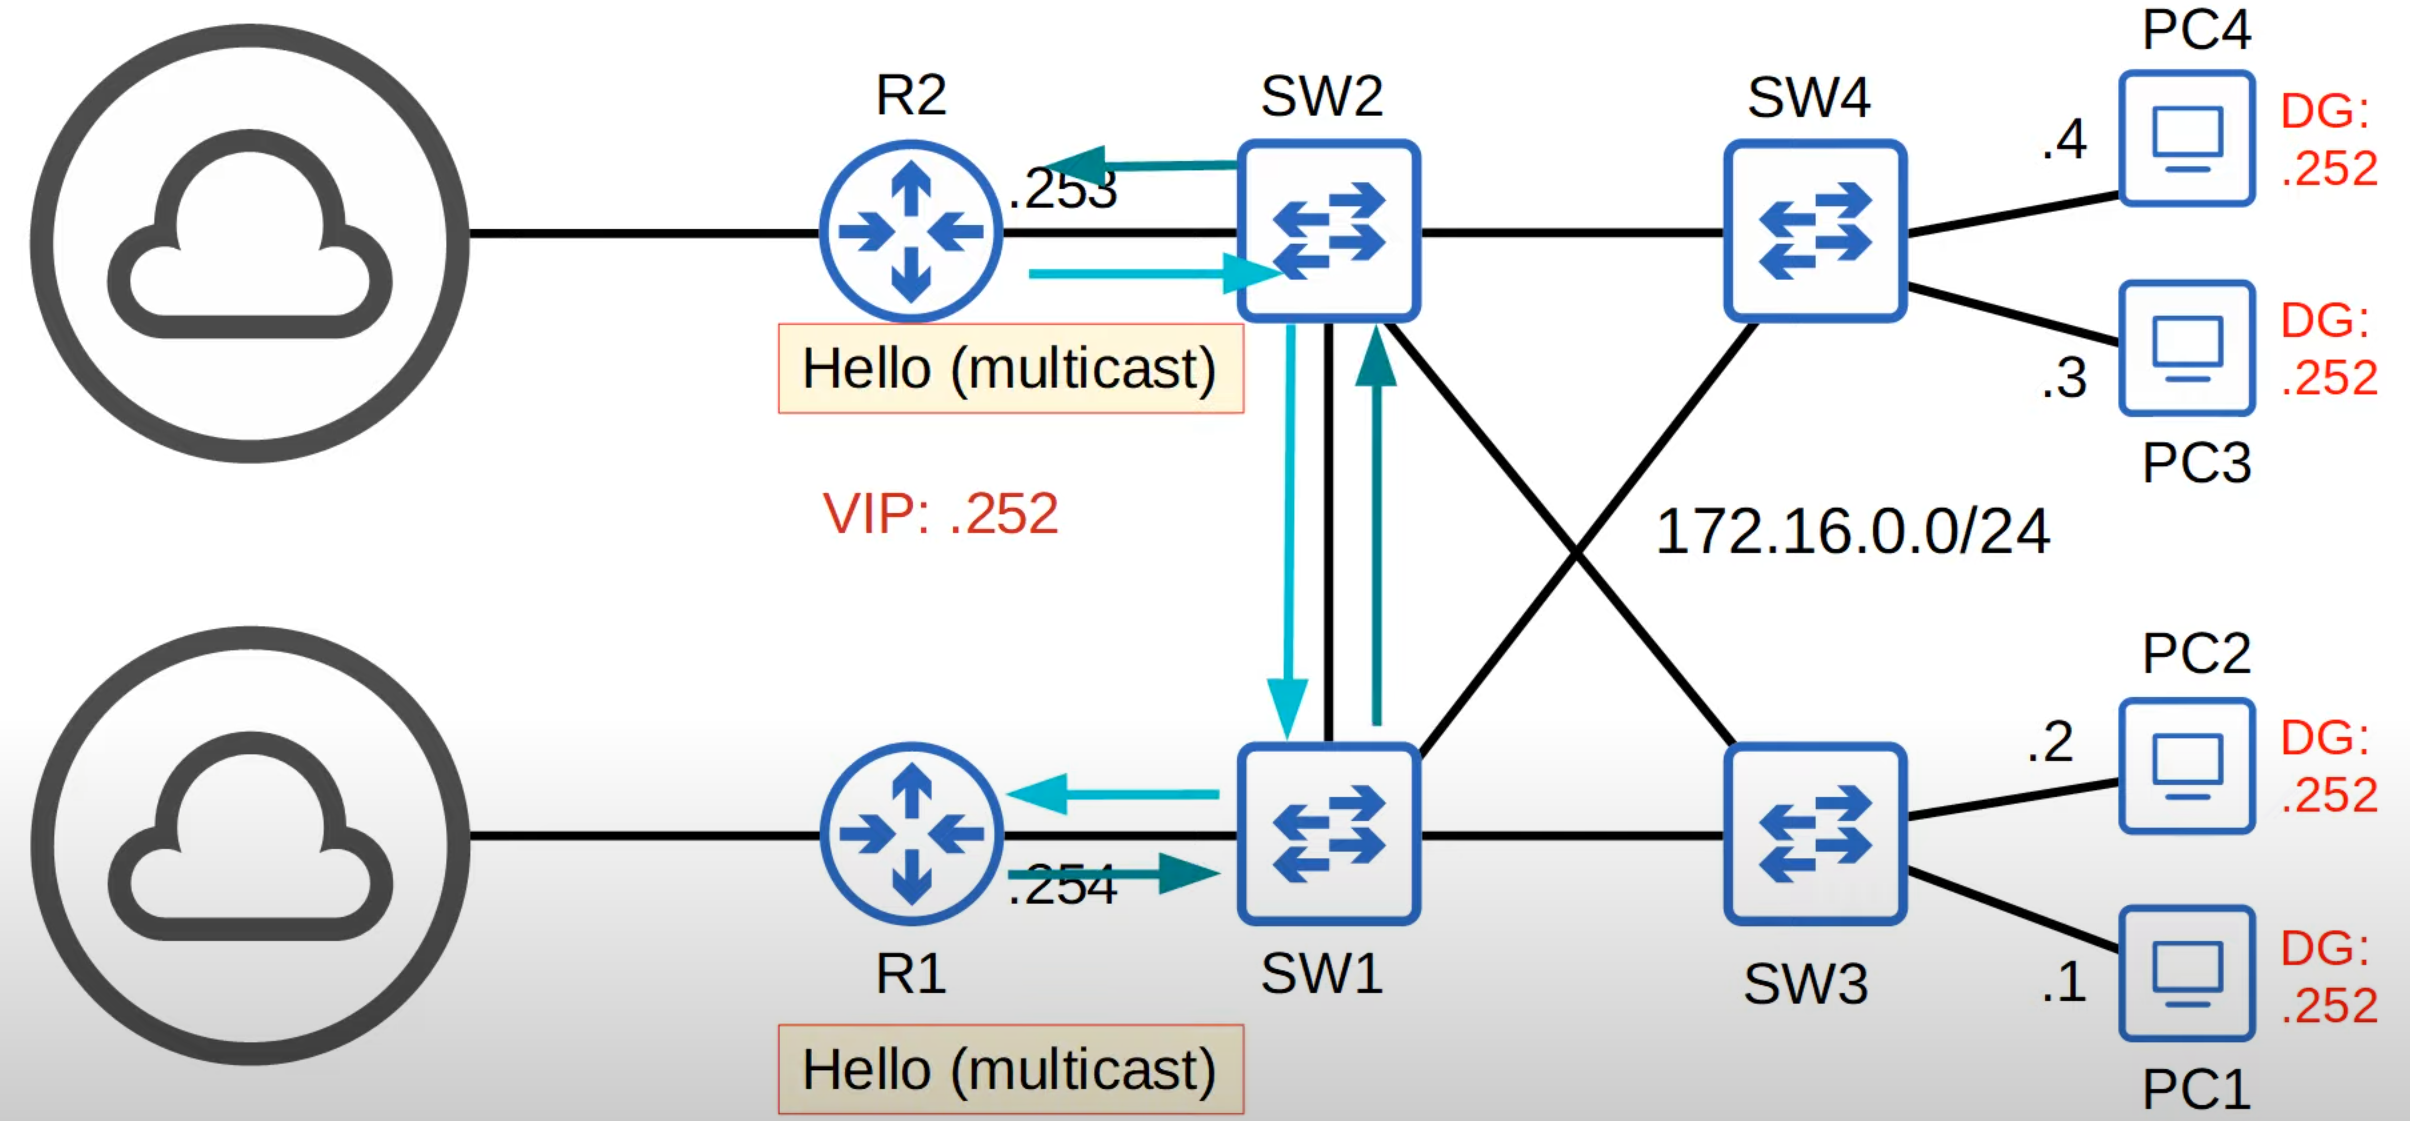 PC4
R2
SW2
SW4
DG:
.252
.4
.253
DG:
.252
.3
Hello (multicast)
PC3
VIP: .252
172.16.0.0/24
PC2
.2
DG:
.252
.254
R1
SW1
SW3
.1
DG:
.252
Hello (multicast)
PC1